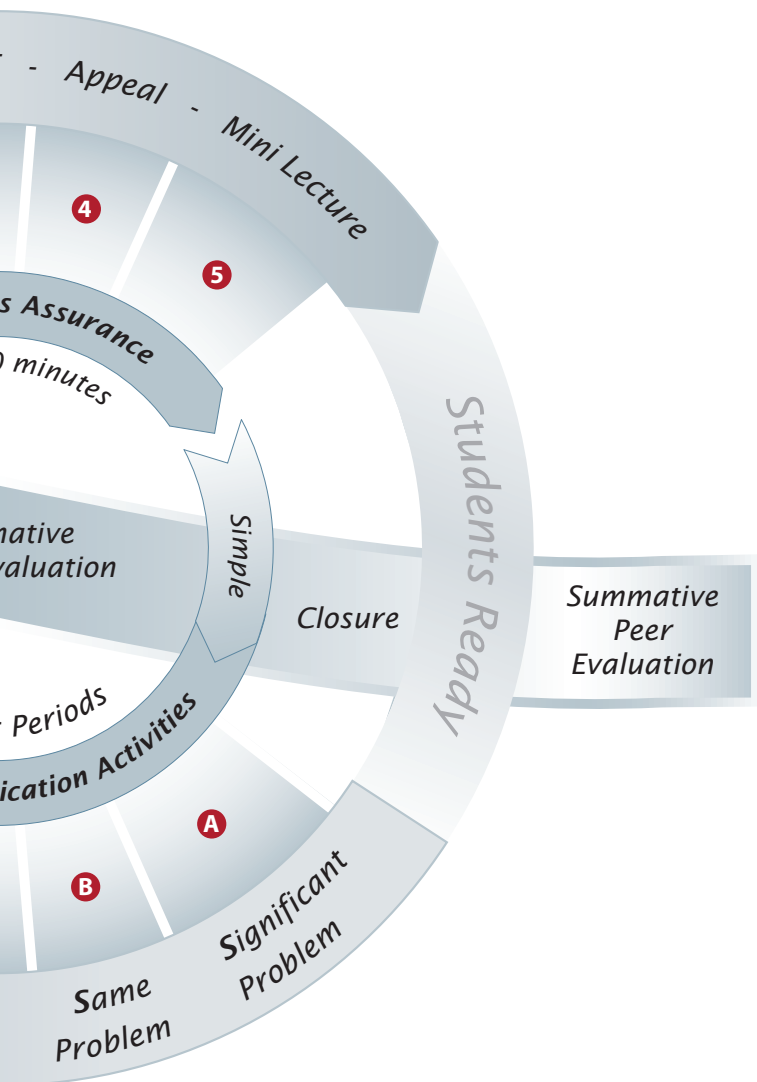 - Appeal - Mini Lecture
4
5
Assurance
minutes
Students Ready
Simple
Closure
Summative
Peer
Evaluation
Periods
Activities
A
B
Significant
Problem
Same
Problem